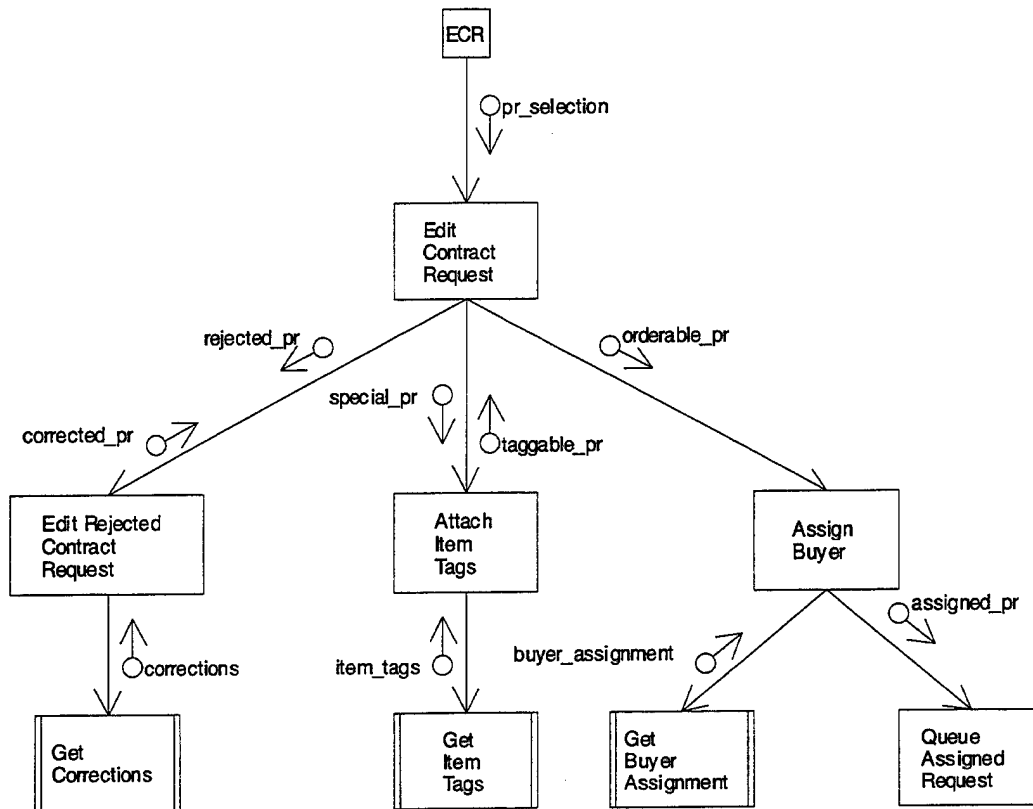 ECR
pr_selection
Edit
Contract
Request
rejected_pr
orderable_pr
special_pr
corrected_pr
taggable_pr
Edit Rejected
Contract
Request
Attach
Item
Tags
Assign
Buyer
assigned_pr
buyer_assignment
corrections
item_tags
Get
Corrections
Get
Item
Tags
Get
Buyer
Assignment
Queue
Assigned
Request